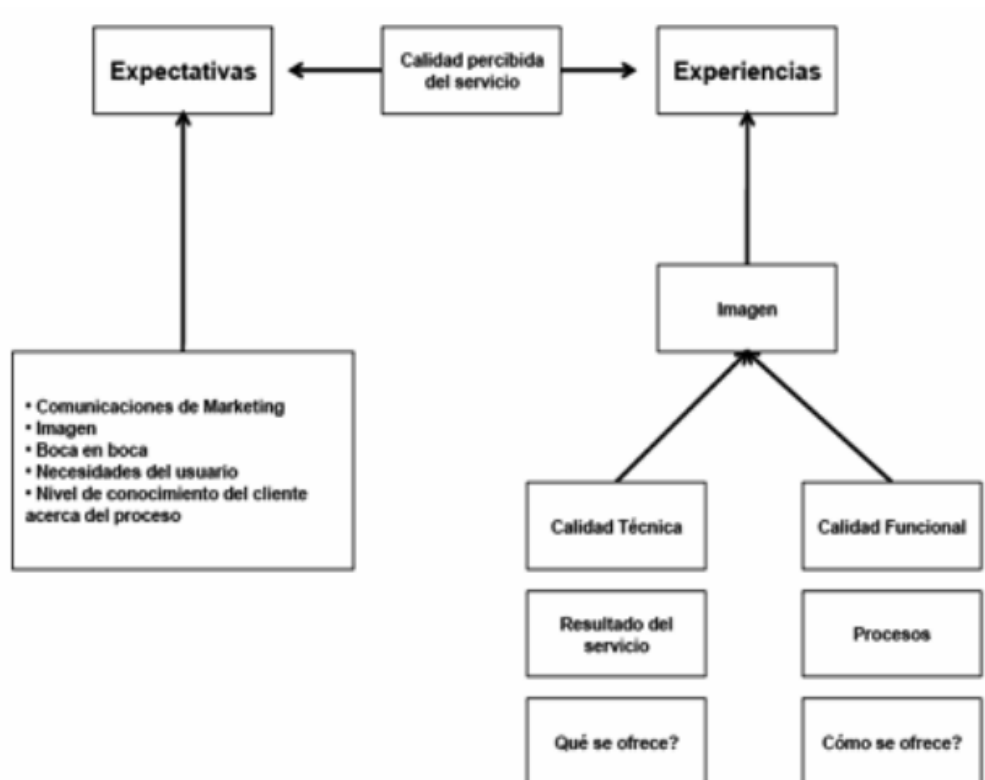 Expectativas
Calidad percibida
del servicio
Experiencias
Imagen
• Comunicaciones de Marketing
• Imagen
• Boca en boca
• Necesidades del usuario
• Nivel de conocimiento del cliente
acerca del proceso
Calidad Técnica
Calidad Funcional
Resultado del
servicio
Procesos
Qué se ofrece?
Cómo se ofrece?